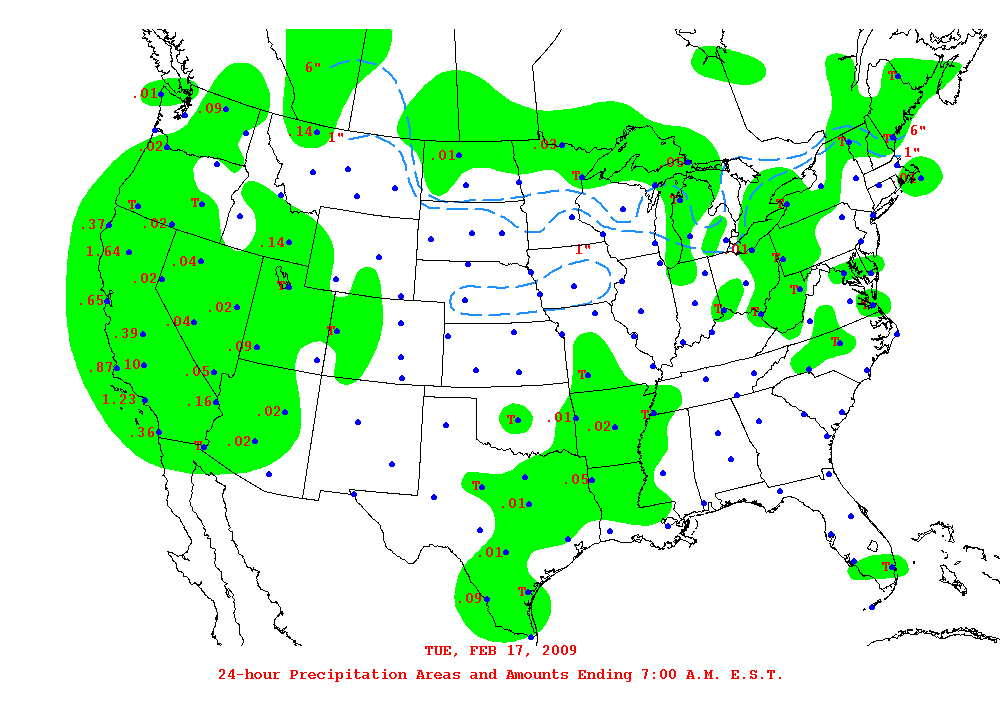 6"
.01
.09
6"
.14
1"
.02
.01
.03
T
T
T
1"
.09
T
T
.01
T
T
T
.37
.02
T
1.64
.14
1"
.01
T
.04
.02
T
T
.65
.02
T
T
T
.04
T
.39
.09
T
.87
10
.05
T
1.23
.16
.02
T
.01
.02
T
.36
.02
T
T
.05
.01
.01
T
.09
T
TUE, FEB 17, 2009
24-hour Precipitation Areas and Amounts Ending 7:00 A.M. E.S.T.